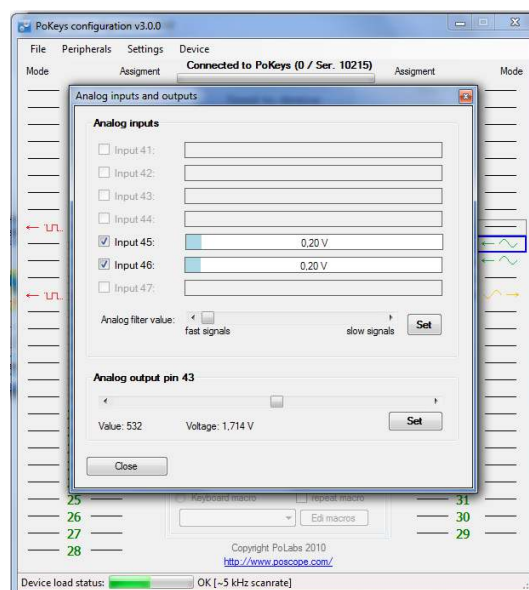 PoKeys configuration v3.0.0
File Peripherals Settings Device
Mode Assigment Connected to PoKeys (0 / Ser. 10215) Assigment Mode
Analog inputs and outputs
Analog inputs
Input 41:
Input 42:
Input 43:
Input 44:
Input 45: 0,20 V
Input 46: 0,20 V
Input 47:
Analog filter value: fast signals slow signals Set
Analog output pin 43
Value: 532 Voltage: 1,714 V Set
Close
25 Keyboard macro repeat macro 31
26 Edi macros 30
27 29
28 Copyright PoLabs 2010
http://www.poscope.com/
Device load status: OK [~5 kHz scanrate]